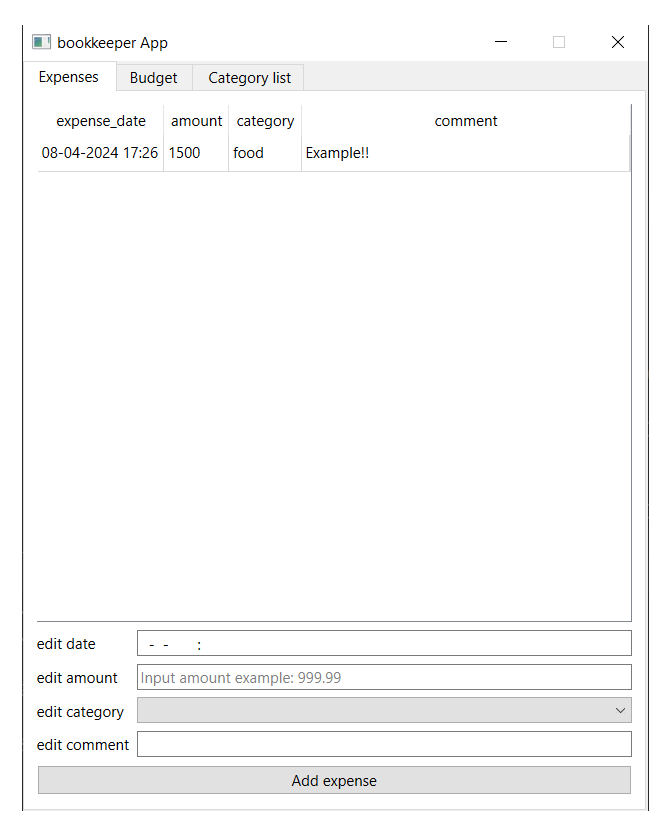 bookkeeper App
Expenses Budget Category list
expense_date amount category comment
08-04-2024 17:26 1500 food Example!!
edit date - - :
edit amount Input amount example: 999.99
edit category
edit comment
Add expense